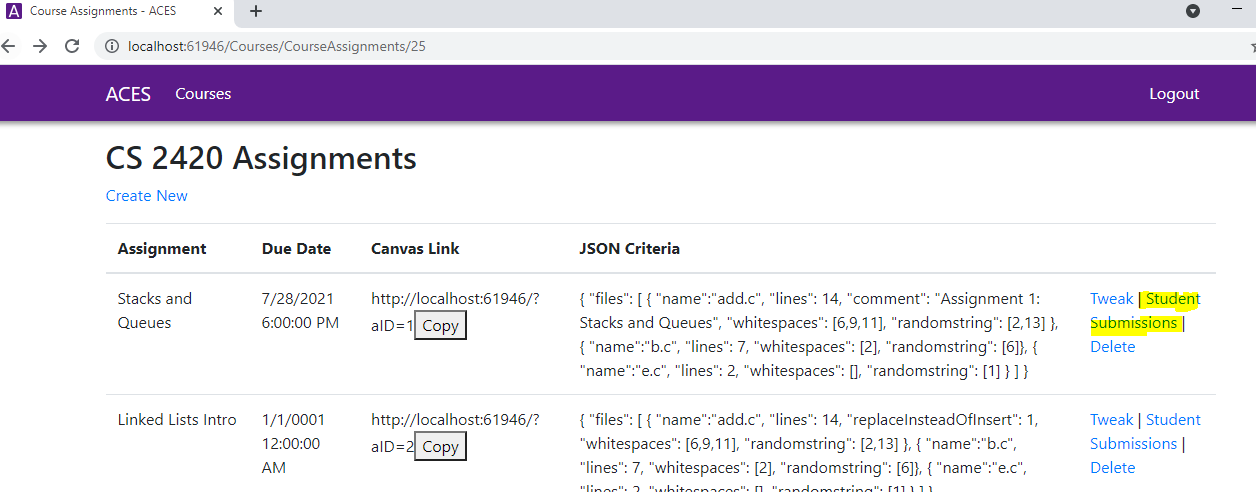 Course Assignments - ACES
localhost:61946/Courses/CourseAssignments/25
ACES Courses Logout
CS 2420 Assignments
Create New
Assignment Due Date Canvas Link JSON Criteria
Stacks and 7/28/2021 http://localhost:61946/? { "files": [ { "name":"add.c", "lines": 14, "comment": "Assignment 1: Tweak | Student
Queues 6:00:00 PM aID=1 Copy Stacks and Queues", "whitespaces": [6,9,11], "randomstring": [2,13] }, Submissions |
{ "name":"b.c", "lines": 7, "whitespaces": [2], "randomstring": [6]}, { Delete
"name":"e.c", "lines": 2, "whitespaces": [], "randomstring": [1] } ] }
Linked Lists Intro 1/1/0001 http://localhost:61946/? { "files": [ { "name":"add.c", "lines": 14, "replaceInsteadOfInsert": 1, Tweak | Student
12:00:00 aID=2 Copy "whitespaces": [6,9,11], "randomstring": [2,13] }, { "name":"b.c", Submissions |
AM "lines": 7, "whitespaces": [2], "randomstring": [6]}, { "name":"e.c", Delete
"lines": 2, "whitespaces": [], "randomstring": [1] } ] }